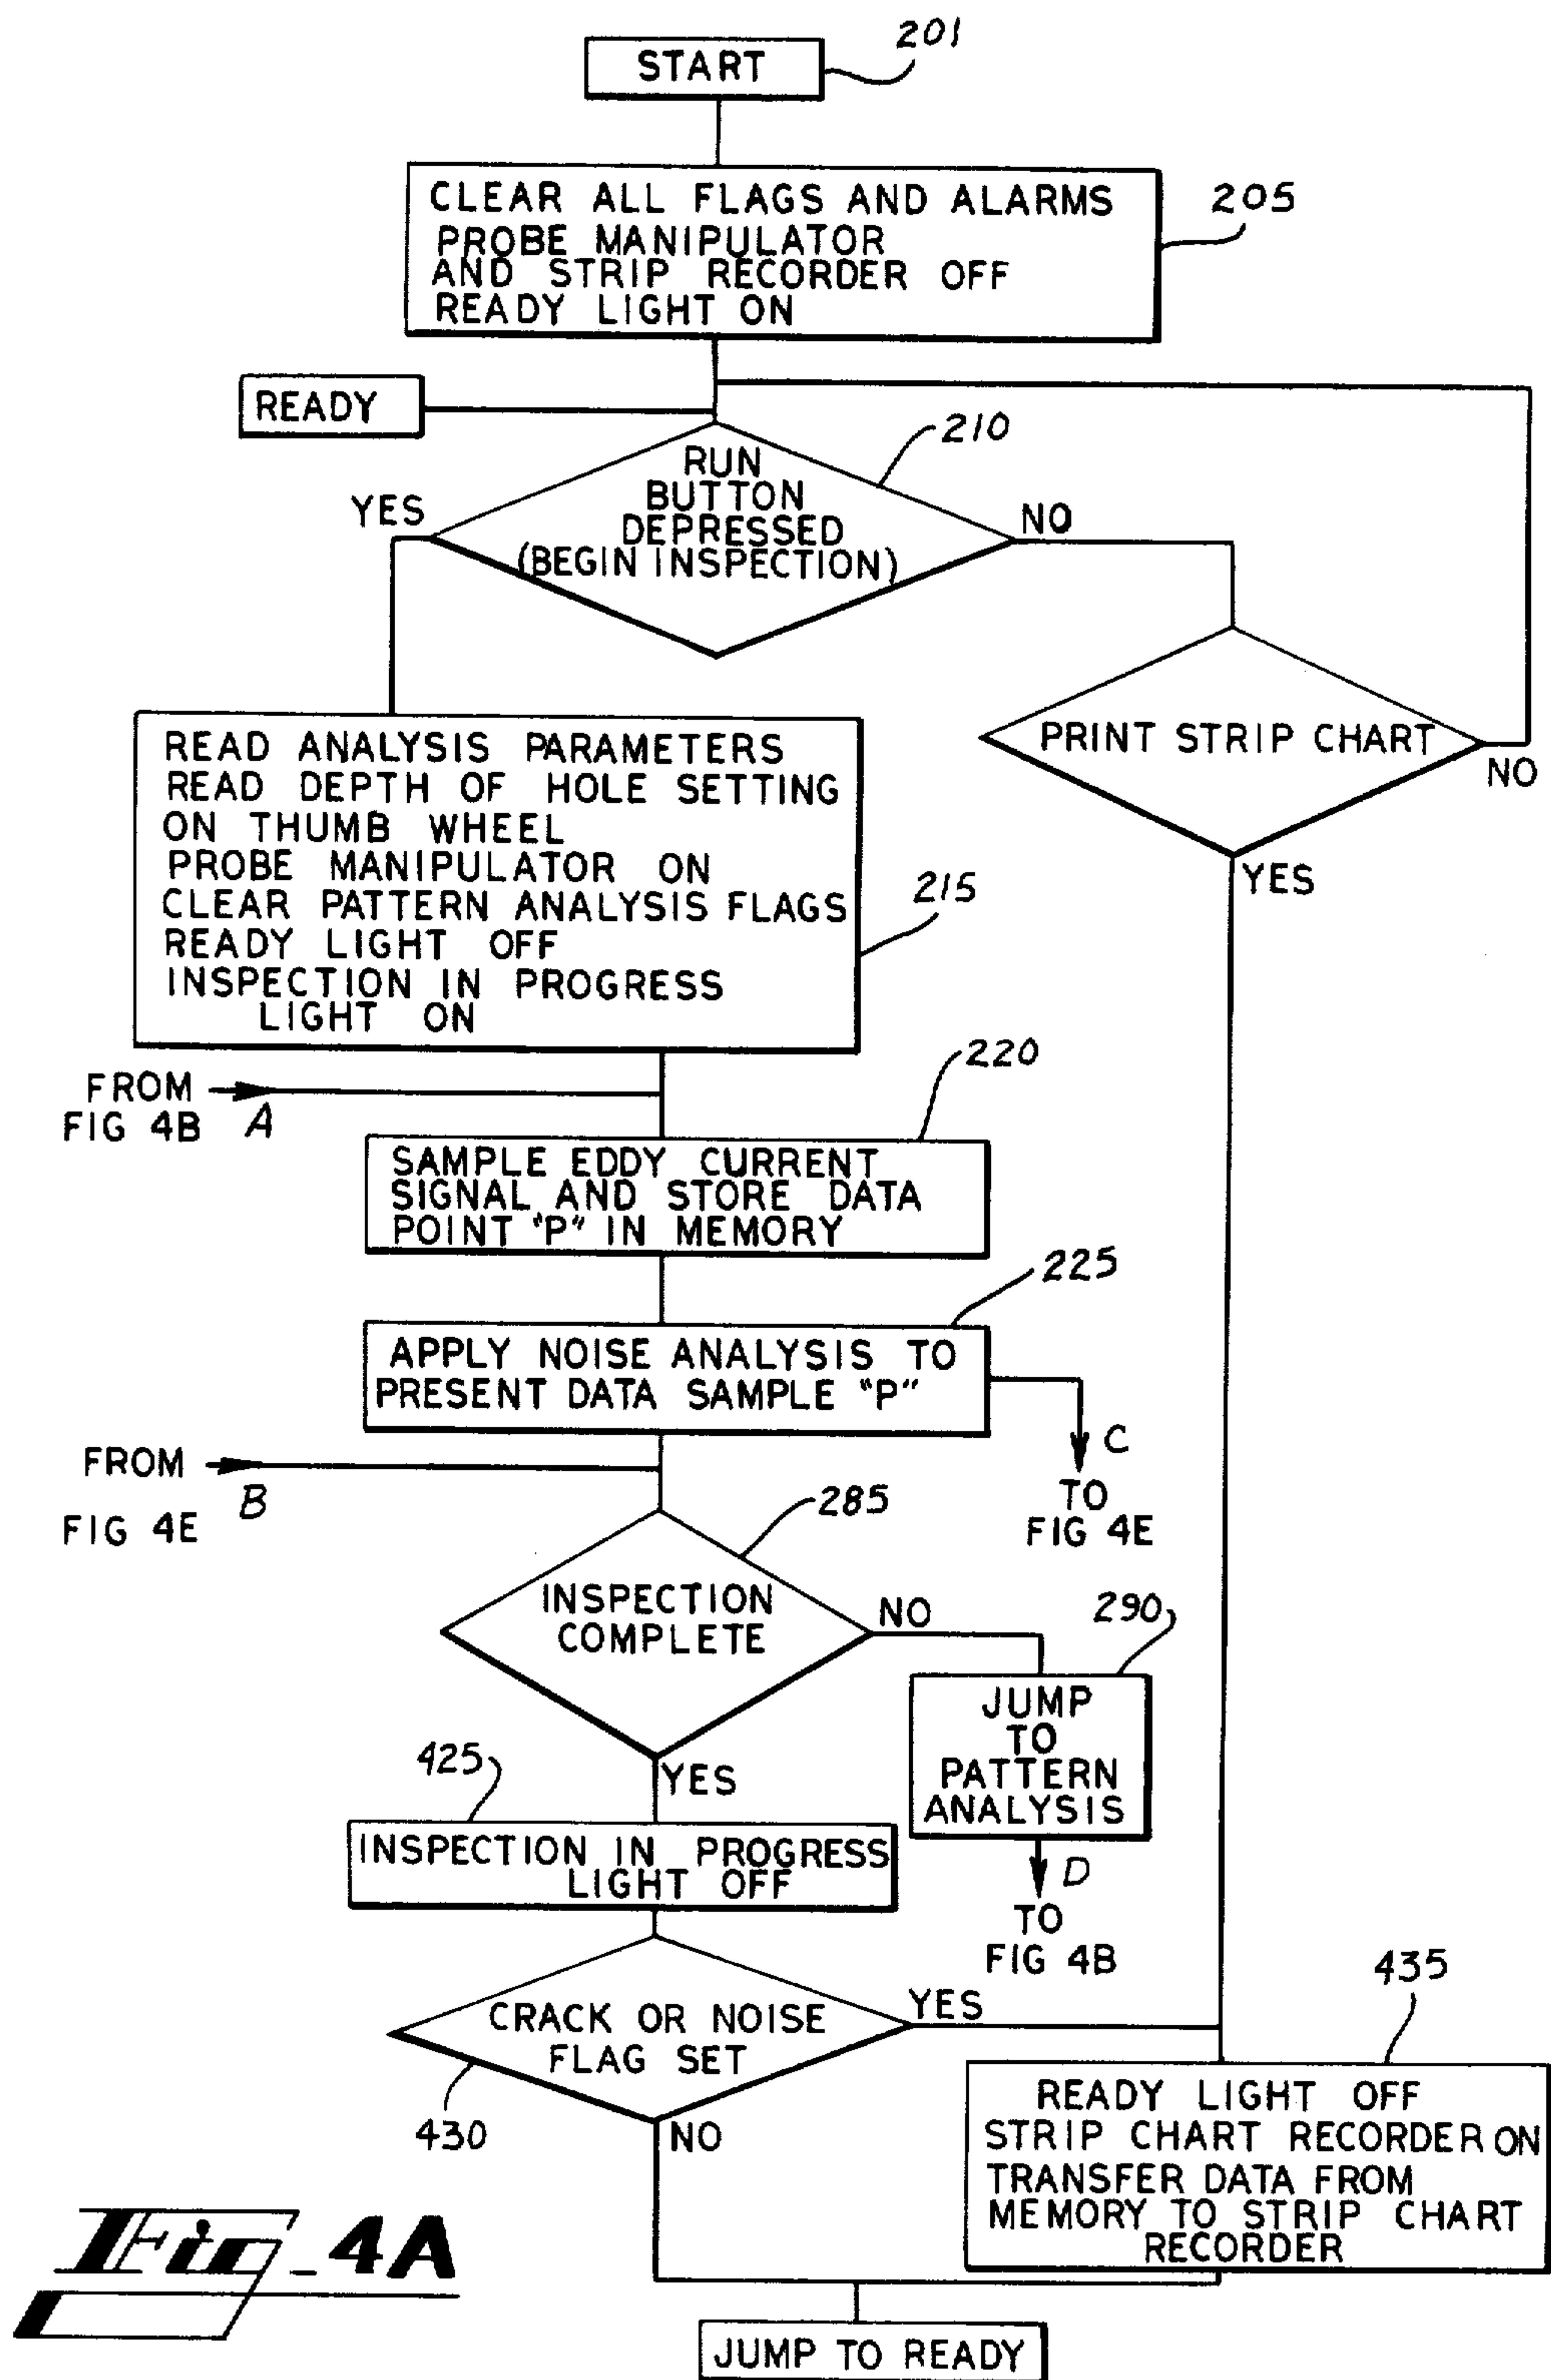 201
START
CLEAR ALL FLAGS AND ALARMS
PROBE MANIPULATOR
AND STRIP RECORDER OFF
READY LIGHT ON
205
READY
210
RUN
BUTTON
DEPRESSED
(BEGIN INSPECTION)
YES
NO
PRINT STRIP CHART
NO
YES
READ ANALYSIS PARAMETERS
READ DEPTH OF HOLE SETTING
ON THUMB WHEEL
PROBE MANIPULATOR ON
CLEAR PATTERN ANALYSIS FLAGS
READY LIGHT OFF
INSPECTION IN PROGRESS
LIGHT ON
215
FROM
FIG 4B A
220
SAMPLE EDDY CURRENT
SIGNAL AND STORE DATA
POINT "P" IN MEMORY
225
APPLY NOISE ANALYSIS TO
PRESENT DATA SAMPLE "P"
C
TO
FIG 4E
FROM
B
FIG 4E
285
INSPECTION
COMPLETE
NO
290
JUMP
TO
PATTERN
ANALYSIS
D
TO
FIG 4B
YES
425
INSPECTION IN PROGRESS
LIGHT OFF
CRACK OR NOISE
FLAG SET
YES
430
NO
435
READY LIGHT OFF
STRIP CHART RECORDER ON
TRANSFER DATA FROM
MEMORY TO STRIP CHART
RECORDER
Fig_4A
JUMP TO READY